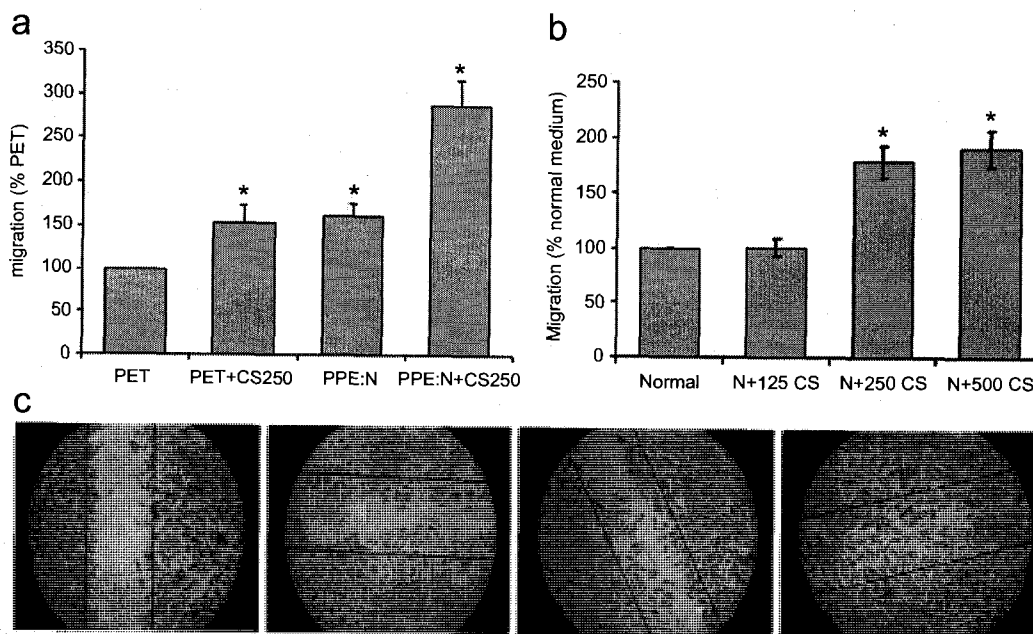 a
migration (% PET)
350
300
250
200
150
100
50
0
*
*
*
PET
PET+CS250
PPE:N
PPE:N+CS250
b
Migration (% normal medium)
250
200
150
100
50
0
*
*
Normal
N+125 CS
N+250 CS
N+500 CS
c